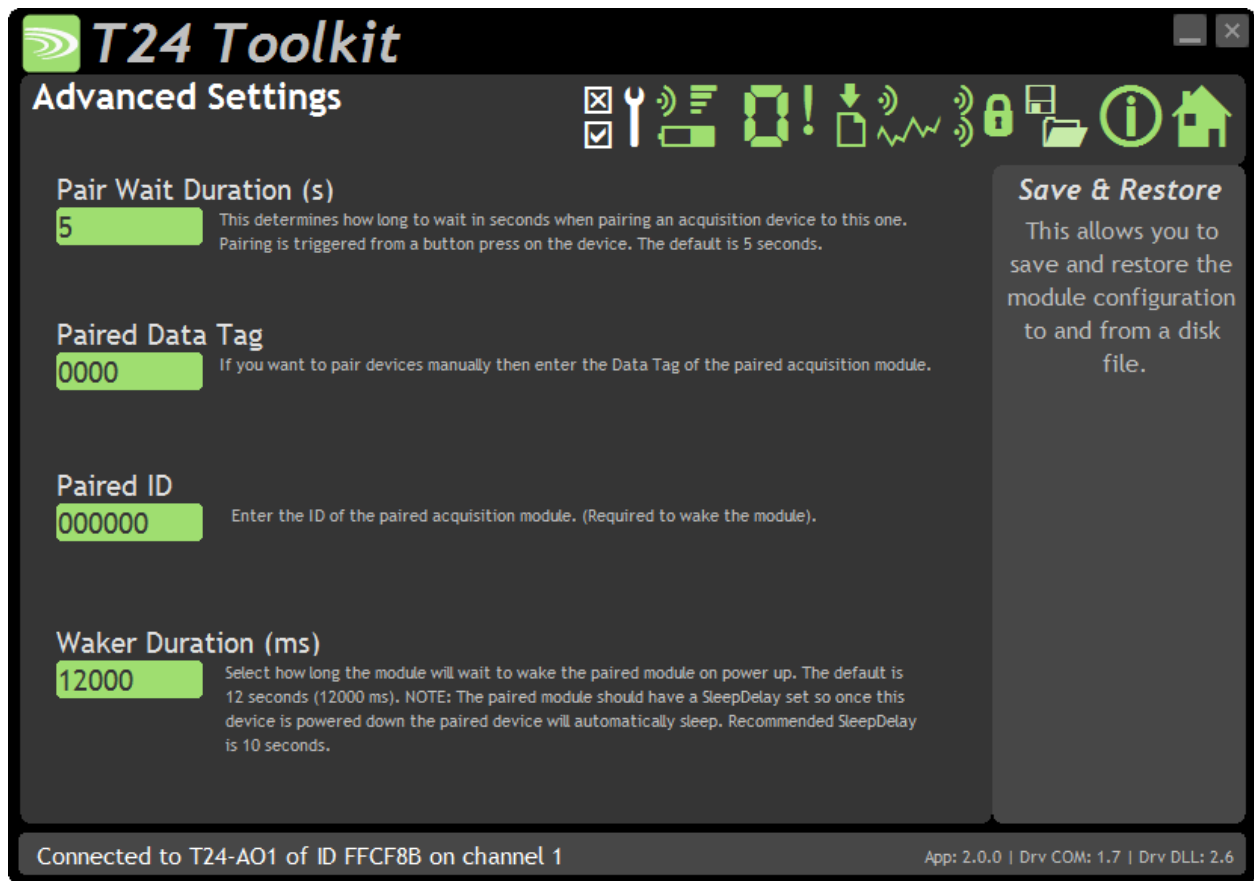 T24 Toolkit
Advanced Settings
Pair Wait Duration (s)
5
This determines how long to wait in seconds when pairing an acquisition device to this one.
Pairing is triggered from a button press on the device. The default is 5 seconds.
Paired Data Tag
0000
If you want to pair devices manually then enter the Data Tag of the paired acquisition module.
Paired ID
000000
Enter the ID of the paired acquisition module. (Required to wake the module).
Waker Duration (ms)
12000
Select how long the module will wait to wake the paired module on power up. The default is
12 seconds (12000 ms). NOTE: The paired module should have a SleepDelay set so once this
device is powered down the paired device will automatically sleep. Recommended SleepDelay
is 10 seconds.
Save & Restore
This allows you to
save and restore the
module configuration
to and from a disk
file.
Connected to T24-AO1 of ID FFCF8B on channel 1
App: 2.0.0 | Drv COM: 1.7 | Drv DLL: 2.6